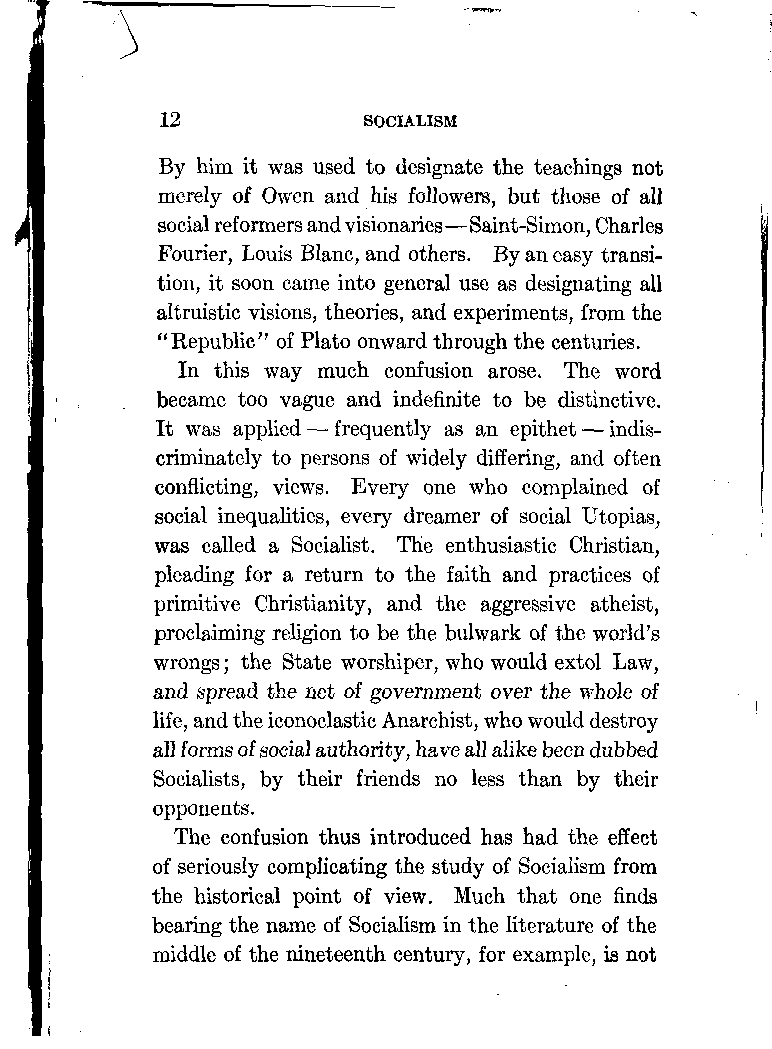 12 SOCIALISM
By him it was used to designate the teachings not
merely of Owen and his followers, but those of all
social reformers and visionaries—Saint-Simon, Charles
Fourier, Louis Blanc, and others. By an easy transi-
tion, it soon came into general use as designating all
altruistic visions, theories, and experiments, from the
“Republic” of Plato onward through the centuries.
In this way much confusion arose. The word
became too vague and indefinite to be distinctive.
It was applied — frequently as an epithet — indis-
criminately to persons of widely differing, and often
conflicting, views. Every one who complained of
social inequalities, every dreamer of social Utopias,
was called a Socialist. The enthusiastic Christian,
pleading for a return to the faith and practices of
primitive Christianity, and the aggressive atheist,
proclaiming religion to be the bulwark of the world's
wrongs; the State worshiper, who would extol Law,
and spread the net of government over the whole of
life, and the iconoclastic Anarchist, who would destroy
all forms of social authority, have all alike been dubbed
Socialists, by their friends no less than by their
opponents.
The confusion thus introduced has had the effect
of seriously complicating the study of Socialism from
the historical point of view. Much that one finds
bearing the name of Socialism in the literature of the
middle of the nineteenth century, for example, is not